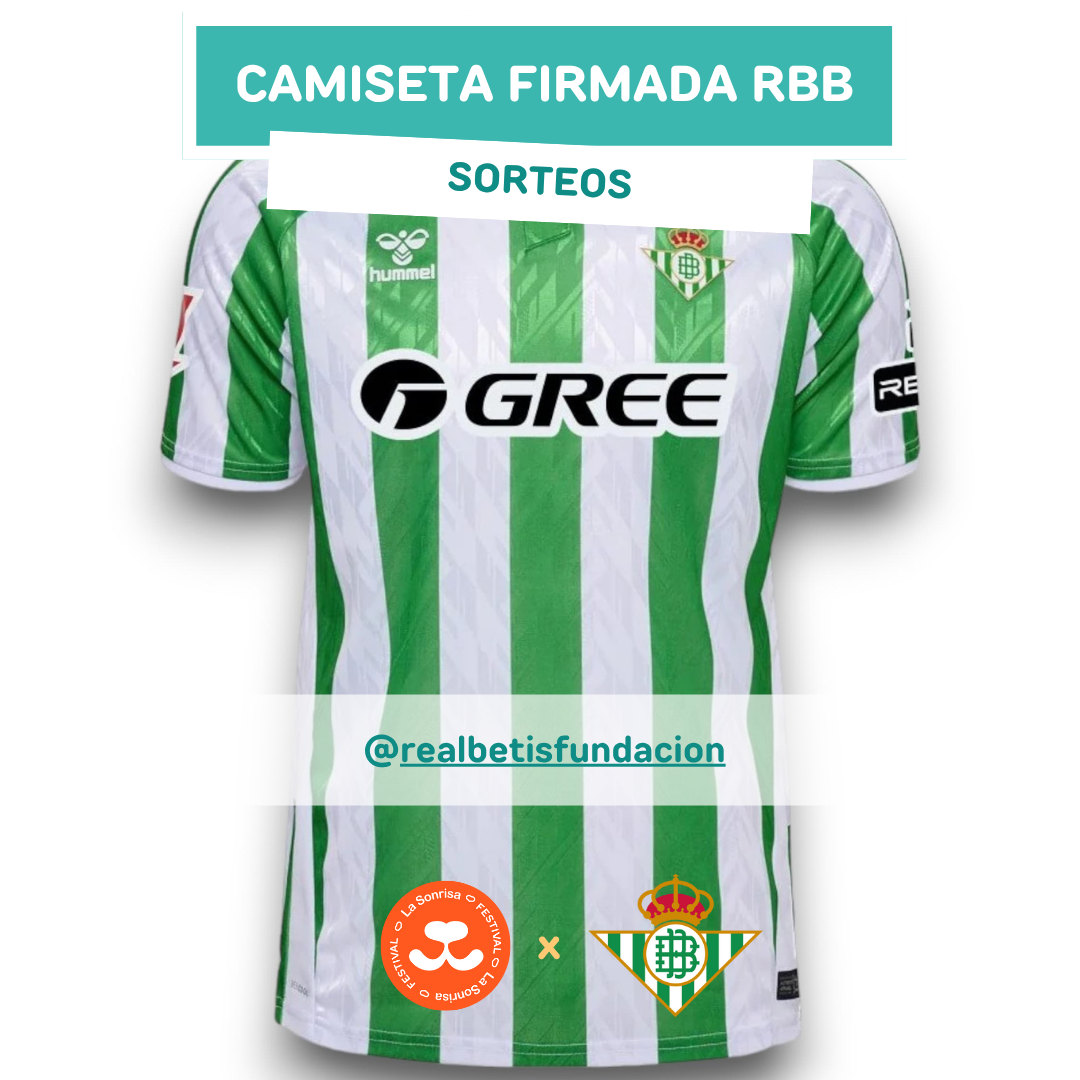 CAMISETA FIRMADA RBB
SORTEOS
hummel
GREE
RE
@realbetisfundacion
La Sonrisa FESTIVAL La Sonrisa FESTIVAL
x